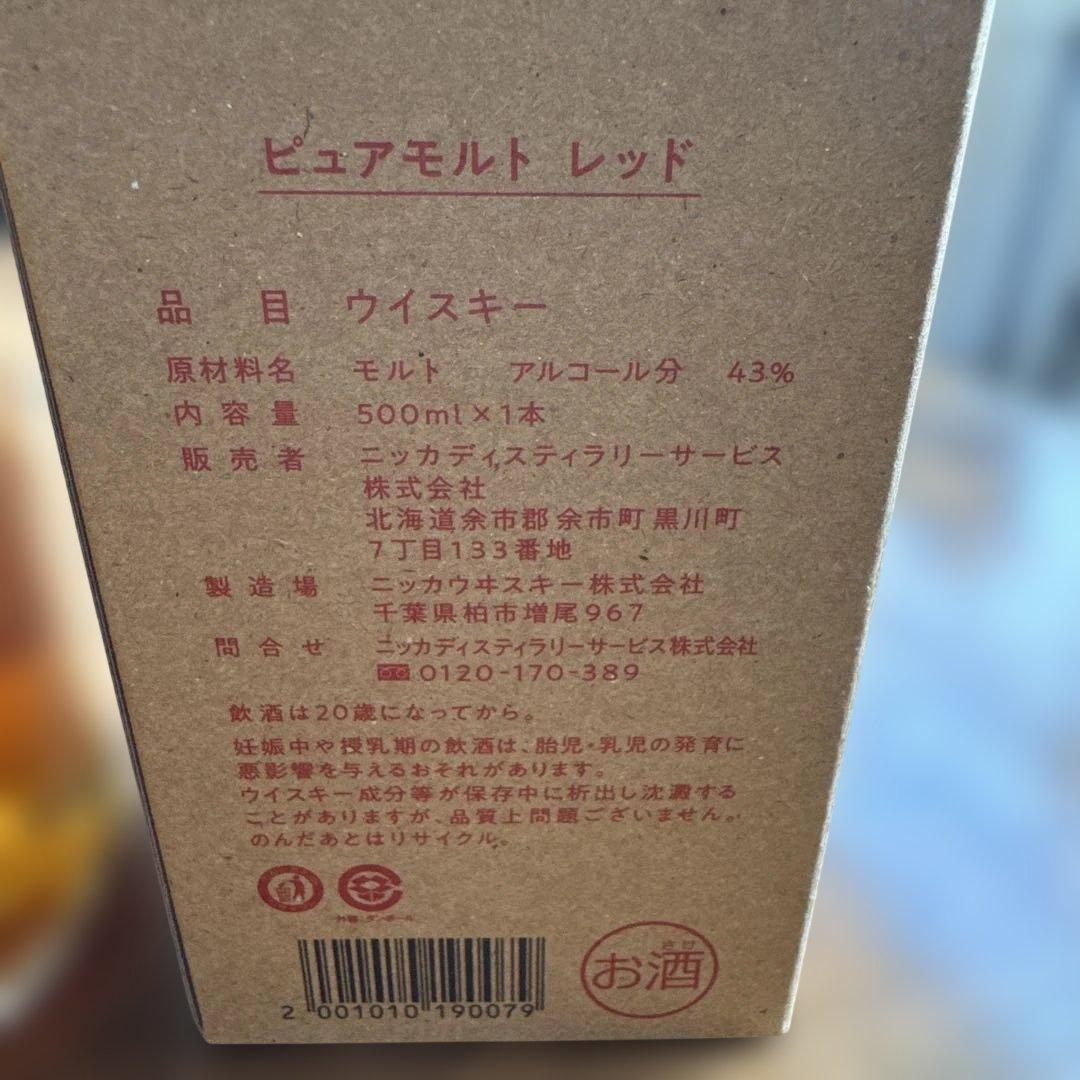 ピュアモルト レッド
品目 ウイスキー
原材料名 モルト アルコール分 43%
内容量 500ml×1本
販売者 ニッカディスティラリーサービス
株式会社
北海道余市郡余市町黒川町
7丁目133番地
製造場 ニッカウヰスキー株式会社
千葉県柏市増尾967
問合せ ニッカディスティラリーサービス株式会社
0120-170-389
飲酒は20歳になってから。
妊娠中や授乳期の飲酒は、胎児・乳児の発育に
悪影響を与えるおそれがあります。
ウイスキー成分等が保存中に析出し沈澱する
ことがありますが、品質上問題ございません。
のんだあとはリサイクル。
外箱:ダンボール
2 001010 190079
さけ
お酒